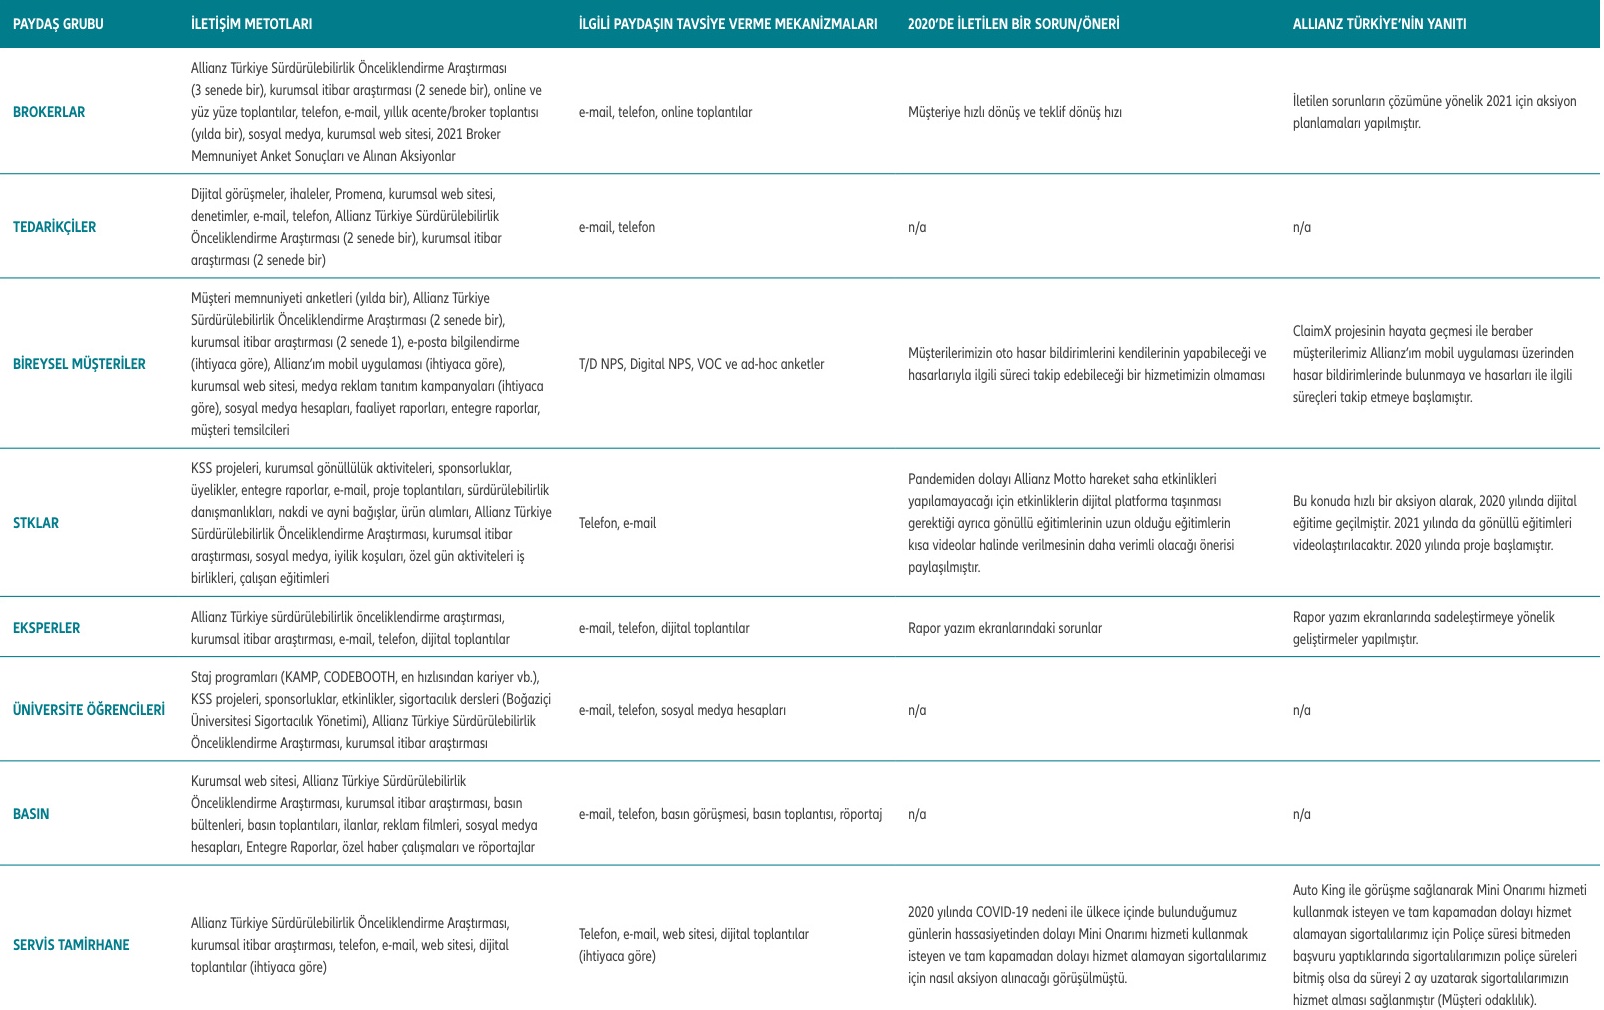 PAYDAŞ GRUBU
İLETİŞİM METOTLARI
İLGİLİ PAYDAŞIN TAVSİYE VERME MEKANİZMALARI
2020’DE İLETİLEN BİR SORUN/ÖNERİ
ALLIANZ TÜRKİYE’NİN YANITI
BROKERLAR
Allianz Türkiye Sürdürülebilirlik Önceliklendirme Araştırması
(3 senede bir), kurumsal itibar araştırması (2 senede bir), online ve
yüz yüze toplantılar, telefon, e-mail, yıllık acente/broker toplantısı
(yılda bir), sosyal medya, kurumsal web sitesi, 2021 Broker
Memnuniyet Anket Sonuçları ve Alınan Aksiyonlar
e-mail, telefon, online toplantılar
Müşteriye hızlı dönüş ve teklif dönüş hızı
İletilen sorunların çözümüne yönelik 2021 için aksiyon
planlamaları yapılmıştır.
TEDARİKÇİLER
Dijital görüşmeler, ihaleler, Promena, kurumsal web sitesi,
denetimler, e-mail, telefon, Allianz Türkiye Sürdürülebilirlik
Önceliklendirme Araştırması (2 senede bir), kurumsal itibar
araştırması (2 senede bir)
e-mail, telefon
n/a
n/a
BİREYSEL MÜŞTERİLER
Müşteri memnuniyeti anketleri (yılda bir), Allianz Türkiye
Sürdürülebilirlik Önceliklendirme Araştırması (2 senede bir),
kurumsal itibar araştırması (2 senede 1), e-posta bilgilendirme
(ihtiyaca göre), Allianz’ım mobil uygulaması (ihtiyaca göre),
kurumsal web sitesi, medya reklam tanıtım kampanyaları (ihtiyaca
göre), sosyal medya hesapları, faaliyet raporları, entegre raporlar,
müşteri temsilcileri
T/D NPS, Digital NPS, VOC ve ad-hoc anketler
Müşterilerimizin oto hasar bildirimlerini kendilerinin yapabileceği ve
hasarlarıyla ilgili süreci takip edebileceği bir hizmetimizin olmaması
ClaimX projesinin hayata geçmesi ile beraber
müşterilerimiz Allianz’ım mobil uygulaması üzerinden
hasar bildirimlerinde bulunmaya ve hasarları ile ilgili
süreçleri takip etmeye başlamıştır.
STKLAR
KSS projeleri, kurumsal gönüllülük aktiviteleri, sponsorluklar,
üyelikler, entegre raporlar, e-mail, proje toplantıları, sürdürülebilirlik
danışmanlıkları, nakdi ve ayni bağışlar, ürün alımları, Allianz Türkiye
Sürdürülebilirlik Önceliklendirme Araştırması, kurumsal itibar
araştırması, sosyal medya, iyilik koşuları, özel gün aktiviteleri iş
birlikleri, çalışan eğitimleri
Telefon, e-mail
Pandemiden dolayı Allianz Motto hareket saha etkinlikleri
yapılamayacağı için etkinliklerin dijital platforma taşınması
gerektiği ayrıca gönüllü eğitimlerinin uzun olduğu eğitimlerin
kısa videolar halinde verilmesinin daha verimli olacağı önerisi
paylaşılmıştır.
Bu konuda hızlı bir aksiyon alarak, 2020 yılında dijital
eğitime geçilmiştir. 2021 yılında da gönüllü eğitimleri
videolaştırılacaktır. 2020 yılında proje başlamıştır.
EKSPERLER
Allianz Türkiye sürdürülebilirlik önceliklendirme araştırması,
kurumsal itibar araştırması, e-mail, telefon, dijital toplantılar
e-mail, telefon, dijital toplantılar
Rapor yazım ekranlarındaki sorunlar
Rapor yazım ekranlarında sadeleştirmeye yönelik
geliştirmeler yapılmıştır.
ÜNİVERSİTE ÖĞRENCİLERİ
Staj programları (KAMP, CODEBOOTH, en hızlısından kariyer vb.),
KSS projeleri, sponsorluklar, etkinlikler, sigortacılık dersleri (Boğaziçi
Üniversitesi Sigortacılık Yönetimi), Allianz Türkiye Sürdürülebilirlik
Önceliklendirme Araştırması, kurumsal itibar araştırması
e-mail, telefon, sosyal medya hesapları
n/a
n/a
BASIN
Kurumsal web sitesi, Allianz Türkiye Sürdürülebilirlik
Önceliklendirme Araştırması, kurumsal itibar araştırması, basın
bültenleri, basın toplantıları, ilanlar, reklam filmleri, sosyal medya
hesapları, Entegre Raporlar, özel haber çalışmaları ve röportajlar
e-mail, telefon, basın görüşmesi, basın toplantısı, röportaj
n/a
n/a
SERVİS TAMİRHANE
Allianz Türkiye Sürdürülebilirlik Önceliklendirme Araştırması,
kurumsal itibar araştırması, telefon, e-mail, web sitesi, dijital
toplantılar (ihtiyaca göre)
Telefon, e-mail, web sitesi, dijital toplantılar
(ihtiyaca göre)
2020 yılında COVID-19 nedeni ile ülkece içinde bulunduğumuz
günlerin hassasiyetinden dolayı Mini Onarımı hizmeti kullanmak
isteyen ve tam kapamadan dolayı hizmet alamayan sigortalılarımız
için nasıl aksiyon alınacağı görüşülmüştü.
Auto King ile görüşme sağlanarak Mini Onarımı hizmeti
kullanmak isteyen ve tam kapamadan dolayı hizmet
alamayan sigortalılarımız için Poliçe süresi bitmeden
başvuru yaptıklarında sigortalılarımızın poliçe süreleri
bitmiş olsa da süreyi 2 ay uzatarak sigortalılarımızın
hizmet alması sağlanmıştır (Müşteri odaklılık).